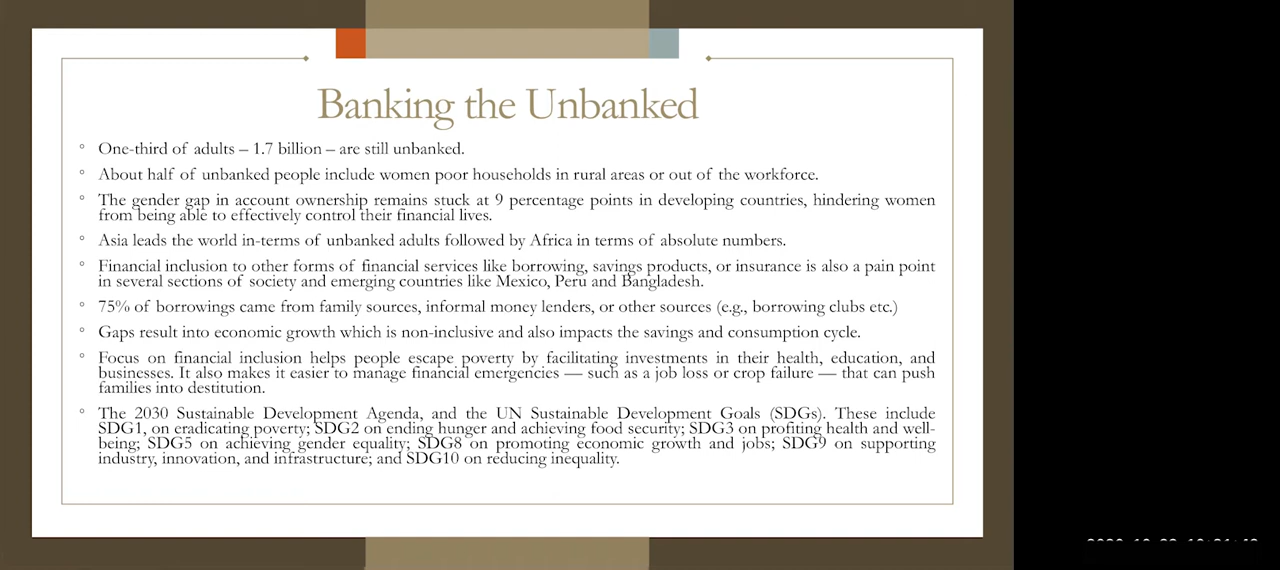 Banking the Unbanked
° One-third of adults – 1.7 billion – are still unbanked.
° About half of unbanked people include women poor households in rural areas or out of the workforce.
° The gender gap in account ownership remains stuck at 9 percentage points in developing countries, hindering women
from being able to effectively control their financial lives.
° Asia leads the world in-terms of unbanked adults followed by Africa in terms of absolute numbers.
° Financial inclusion to other forms of financial services like borrowing, savings products, or insurance is also a pain point
in several sections of society and emerging countries like Mexico, Peru and Bangladesh.
° 75% of borrowings came from family sources, informal money lenders, or other sources (e.g., borrowing clubs etc.)
° Gaps result into economic growth which is non-inclusive and also impacts the savings and consumption cycle.
° Focus on financial inclusion helps people escape poverty by facilitating investments in their health, education, and
businesses. It also makes it easier to manage financial emergencies — such as a job loss or crop failure — that can push
families into destitution.
° The 2030 Sustainable Development Agenda, and the UN Sustainable Development Goals (SDGs). These include
SDG1, on eradicating poverty; SDG2 on ending hunger and achieving food security; SDG3 on profiting health and well-
being; SDG5 on achieving gender equality; SDG8 on promoting economic growth and jobs; SDG9 on supporting
industry, innovation, and infrastructure; and SDG10 on reducing inequality.